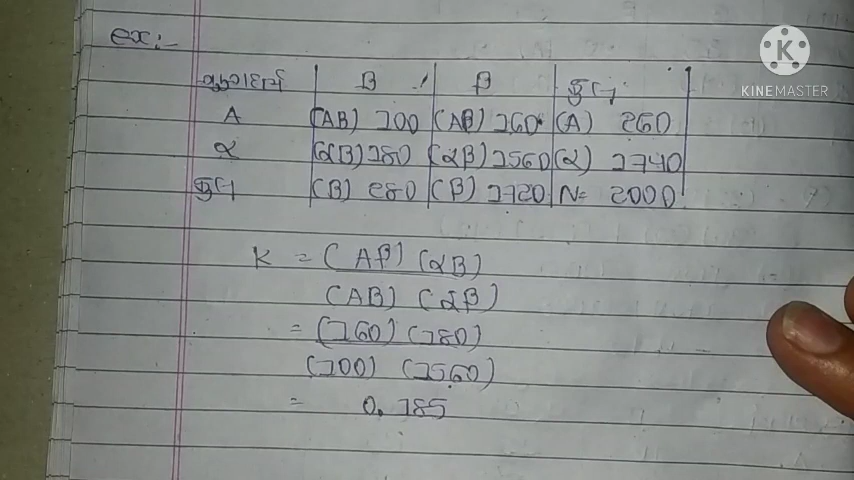 ex:-
B β કુલ
A (AB) 100 (Aβ) 160 (A) 260
α (αB) 180 (αβ) 1560 (α) 1740
કુલ (B) 280 (β) 1720 N= 2000
K = (Aβ) (αB)
(AB) (αβ)
= (160) (180)
(100) (1560)
= 0.185
K
KINEMASTER